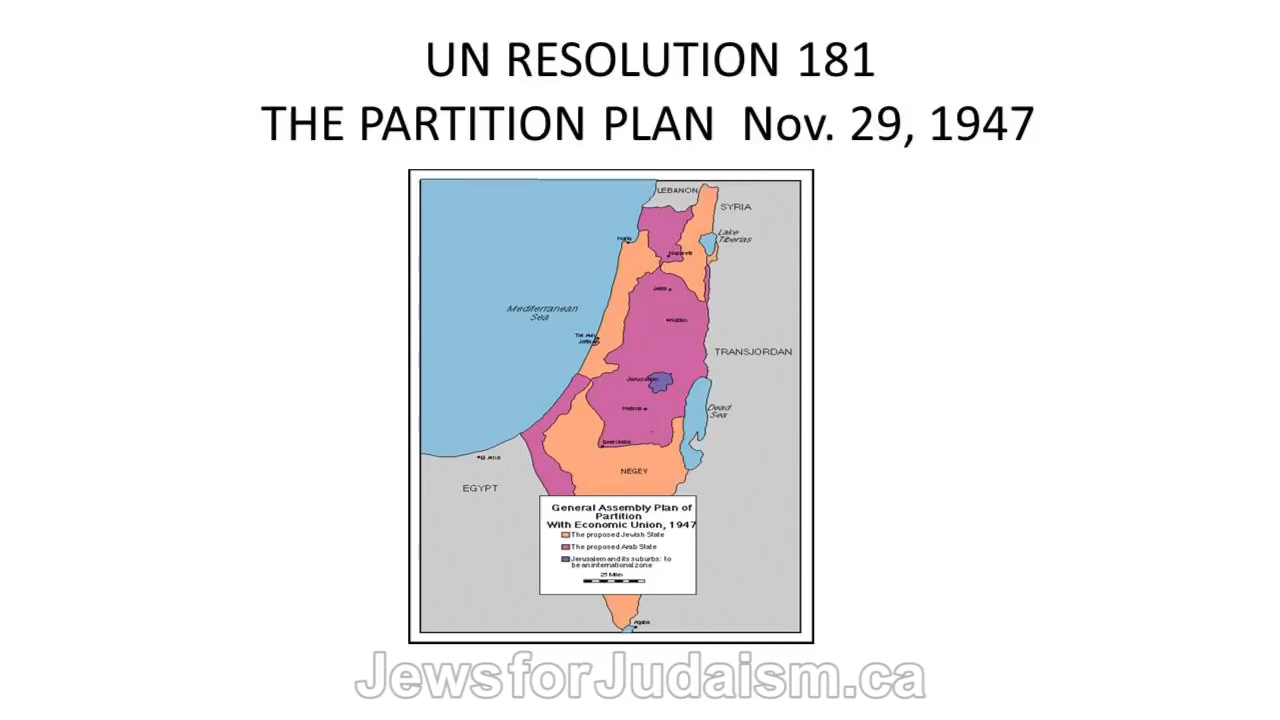 UN RESOLUTION 181
THE PARTITION PLAN Nov. 29, 1947
LEBANON
SYRIA
Lake
Tiberias
Haifa
Nazareth
Jenin
Mediterranean
Sea
Nablus
Tel Aviv
Jaffa
TRANSJORDAN
Jerusalem
Hebron
Dead
Sea
Beersheba
El Arish
NEGEV
EGYPT
General Assembly Plan of
Partition
With Economic Union, 1947
The proposed Jewish State
The proposed Arab State
Jerusalem and its suburbs: to
be an international zone
25 Miles
Aqaba
JewsforJudaism.ca